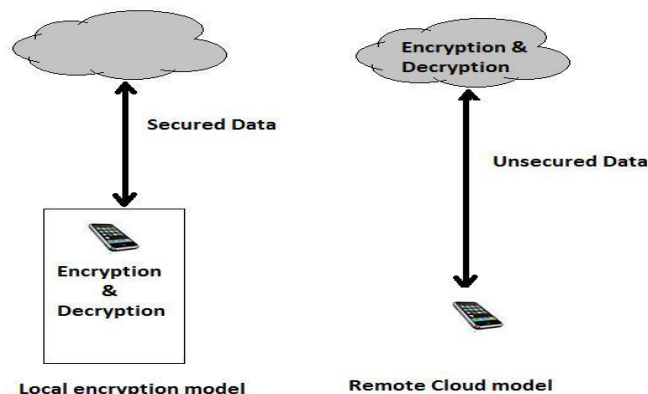 Secured Data
Encryption
&
Decryption
Local encryption model
Encryption &
Decryption
Unsecured Data
Remote Cloud model